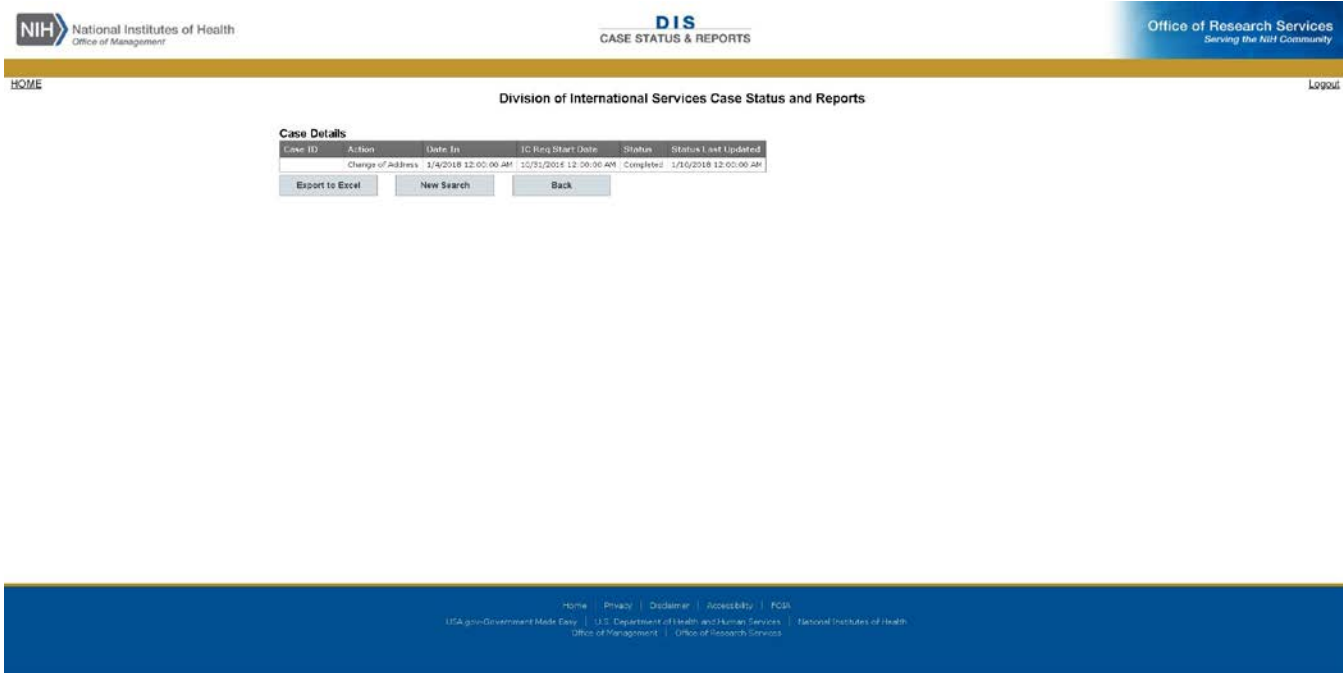 NIH National Institutes of Health
Office of Management
DIS
CASE STATUS & REPORTS
Office of Research Services
Serving the NIH Community
HOME
Logout
Division of International Services Case Status and Reports
Case Details
Case ID Action Date In IC Req Start Date Status Status Last Updated
Change of Address 1/4/2018 12:00:00 AM 12:00:00 AM Completed 1/10/2018 12:00:00 AM
Export to Excel New Search Back
Home | Privacy | Disclaimer | Accessibility | FOIA
USA.gov-Government Made Easy | U.S. Department of Health and Human Services | National Institutes of Health
Office of Management | Office of Research Services